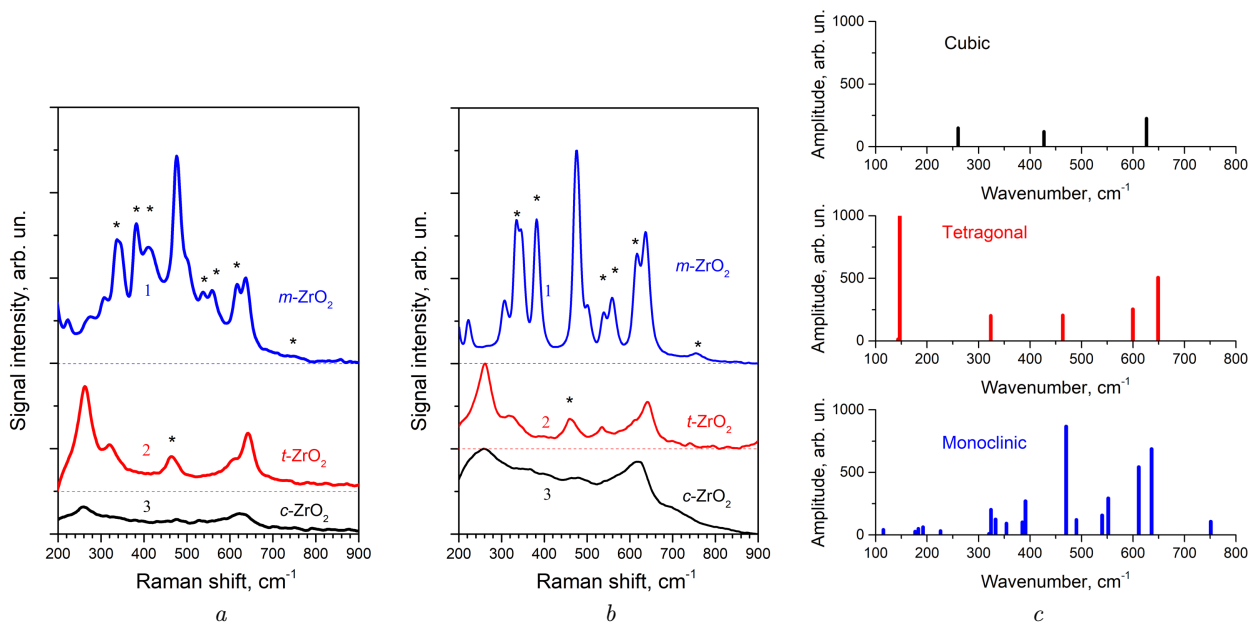 Signal intensity, arb. un.
* * *
* *
*
*
1
m-ZrO2
*
2
t-ZrO2
3
c-ZrO2
200 300 400 500 600 700 800 900
Raman shift, cm-1
a
Signal intensity, arb. un.
* *
* *
*
*
1
m-ZrO2
*
2
t-ZrO2
3
c-ZrO2
200 300 400 500 600 700 800 900
Raman shift, cm-1
b
Amplitude, arb. un.
1000
500
0
Cubic
100 200 300 400 500 600 700 800
Wavenumber, cm-1
Amplitude, arb. un.
1000
500
0
Tetragonal
100 200 300 400 500 600 700 800
Wavenumber, cm-1
Amplitude, arb. un.
1000
500
0
Monoclinic
100 200 300 400 500 600 700 800
Wavenumber, cm-1
c